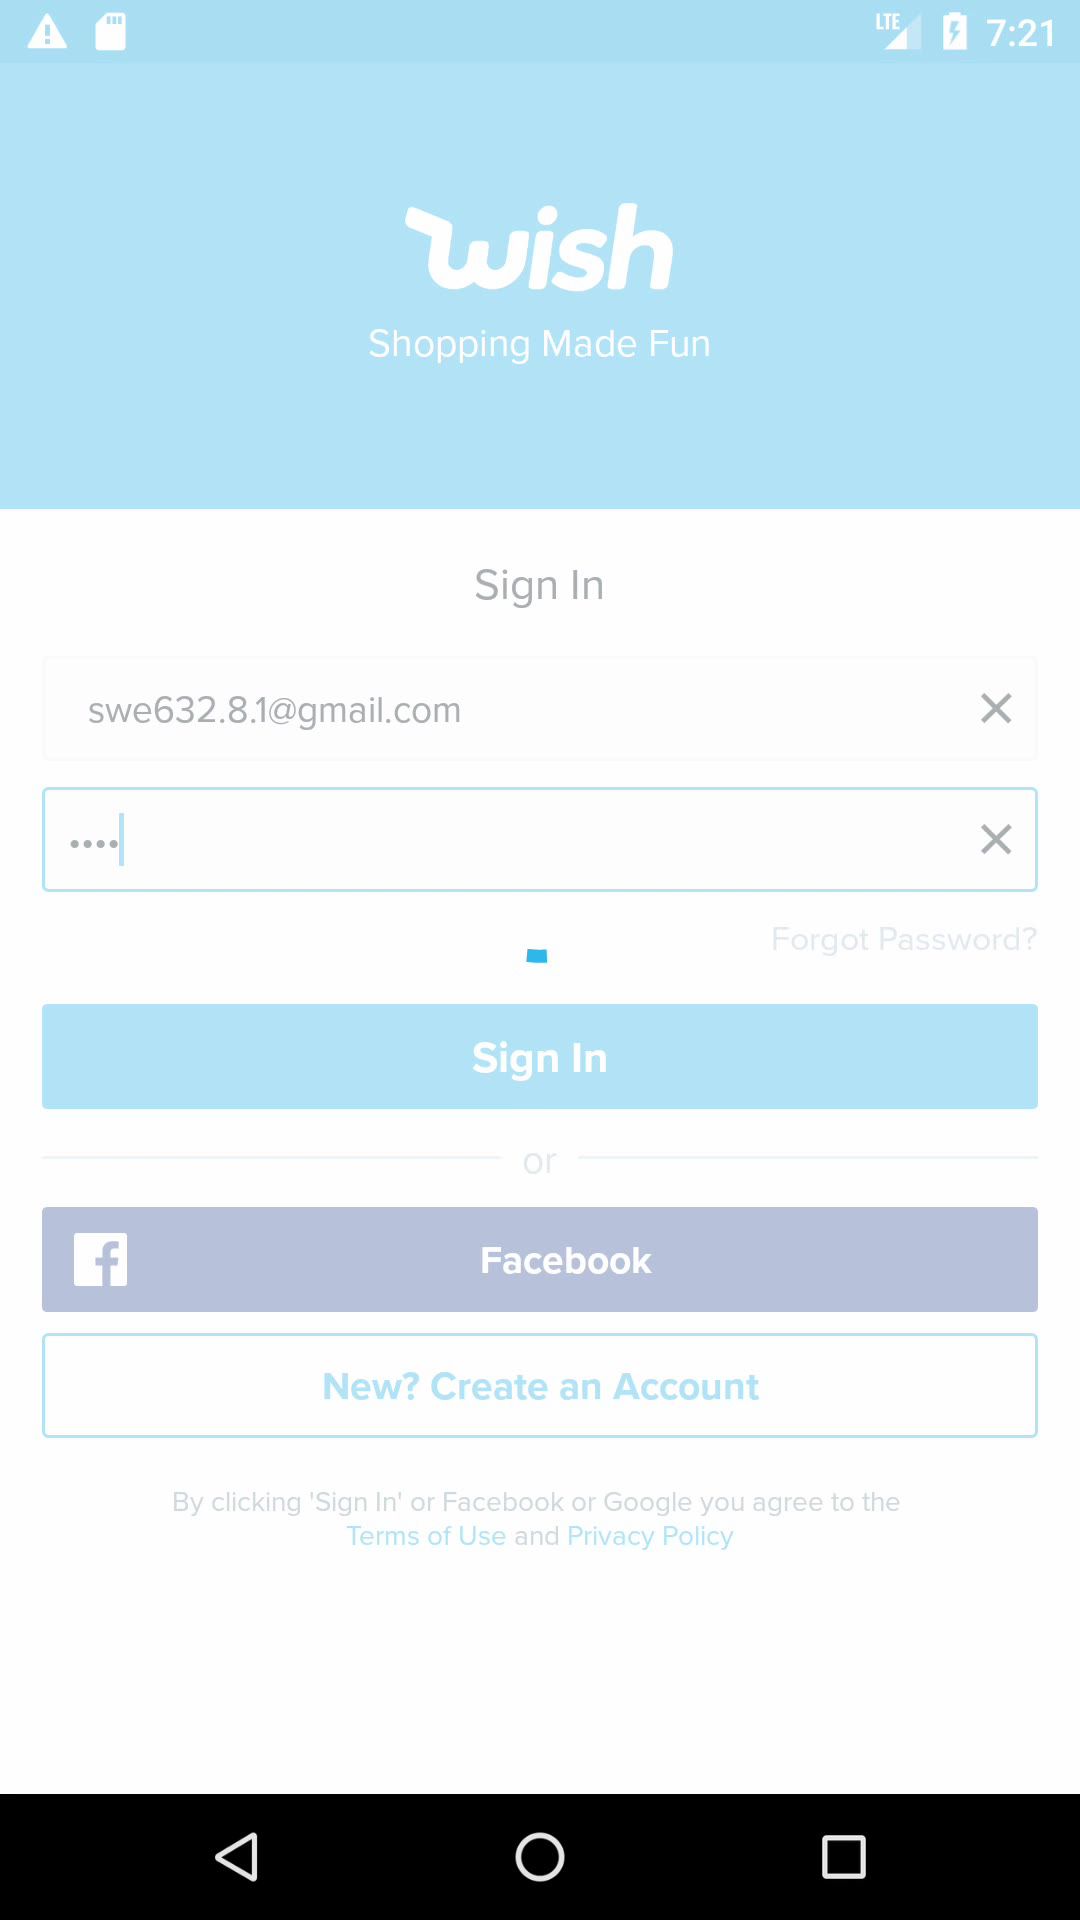 LTE 7:21
wish
Shopping Made Fun
Sign In
swe632.8.1@gmail.com
••••
Forgot Password?
Sign In
or
Facebook
New? Create an Account
By clicking 'Sign In' or Facebook or Google you agree to the
Terms of Use and Privacy Policy